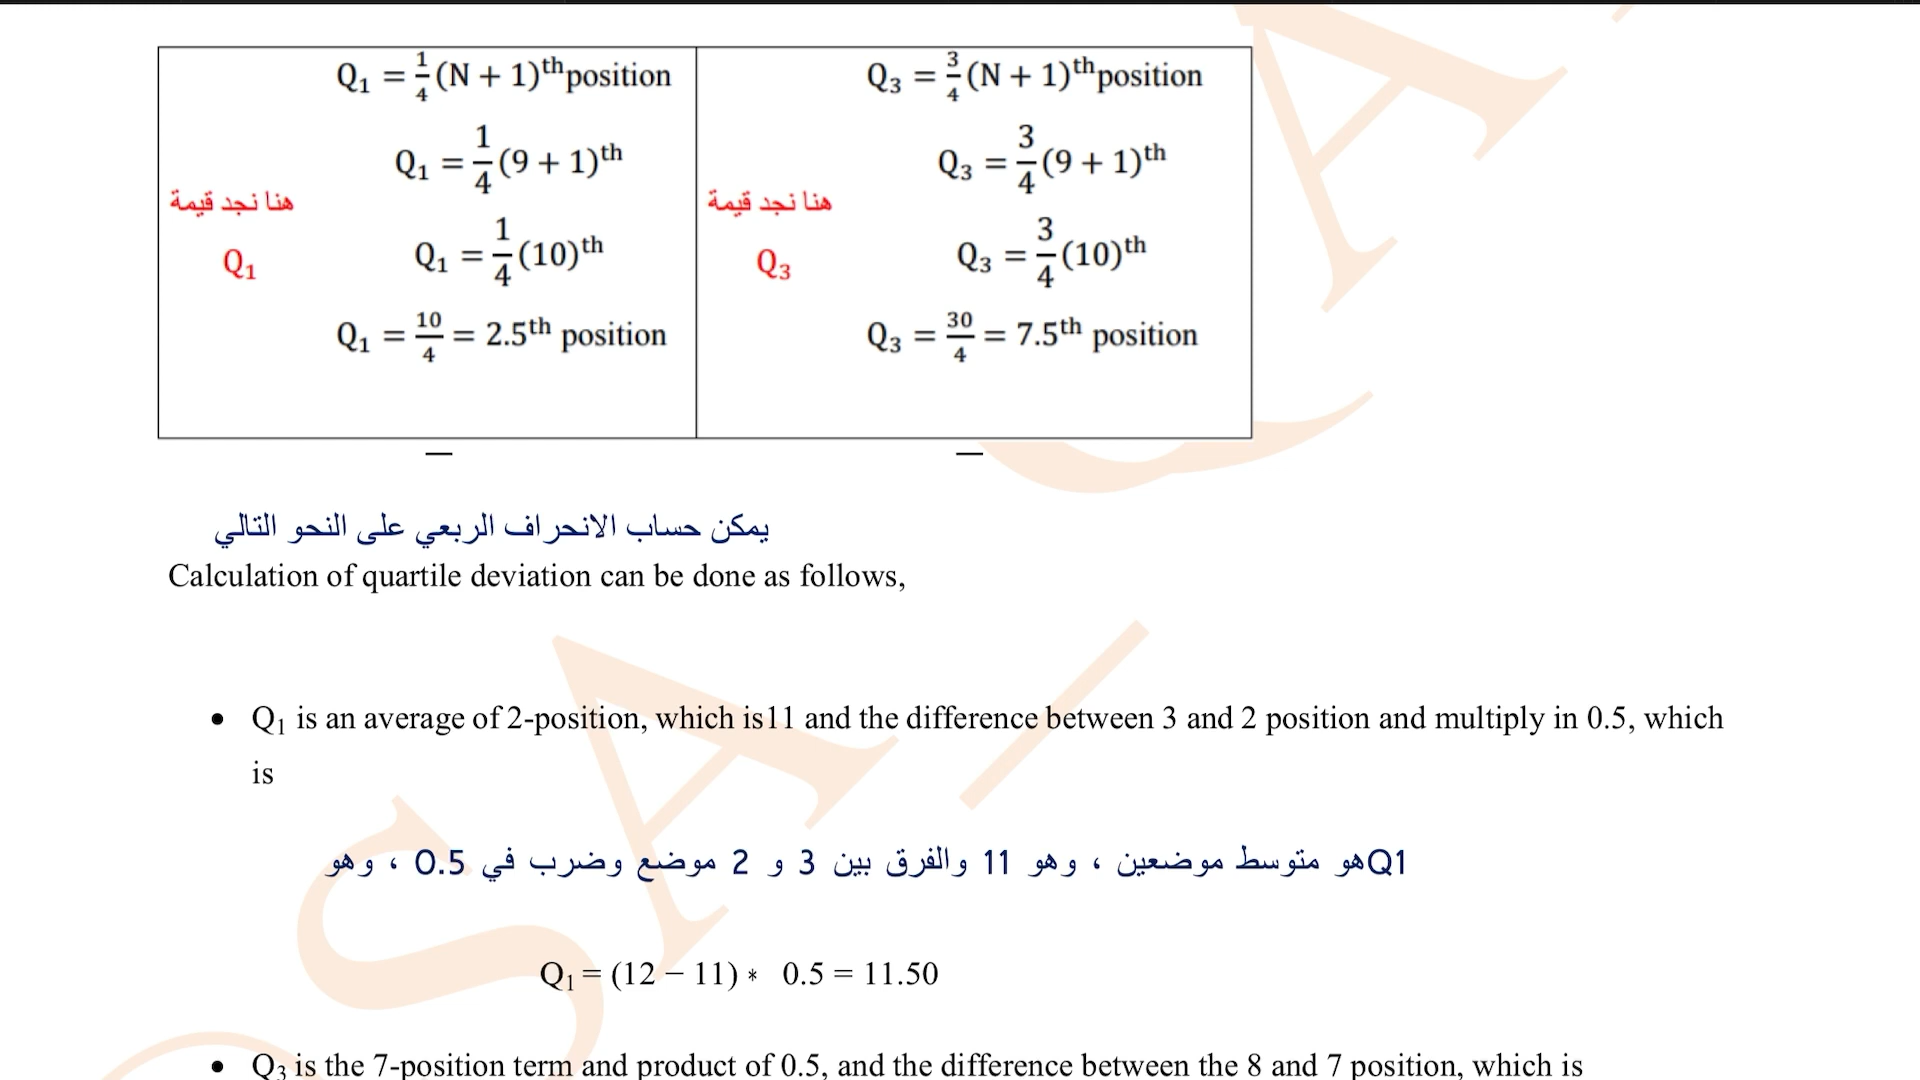 Q₁ = 1/4 (N + 1)ᵗʰposition
Q₁ = 1/4 (9 + 1)ᵗʰ
هنا نجد قيمة
Q₁
Q₁ = 1/4 (10)ᵗʰ
Q₁ = 10/4 = 2.5ᵗʰ position
Q₃ = 3/4 (N + 1)ᵗʰposition
Q₃ = 3/4 (9 + 1)ᵗʰ
هنا نجد قيمة
Q₃
Q₃ = 3/4 (10)ᵗʰ
Q₃ = 30/4 = 7.5ᵗʰ position
يمكن حساب الانحراف الربعي على النحو التالي
Calculation of quartile deviation can be done as follows,
• Q₁ is an average of 2-position, which is11 and the difference between 3 and 2 position and multiply in 0.5, which
is
Q1هو متوسط موضعين ، وهو 11 والفرق بين 3 و 2 موضع وضرب في 0.5 ، وهو
Q₁ = (12 – 11) * 0.5 = 11.50
• Q₃ is the 7-position term and product of 0.5, and the difference between the 8 and 7 position, which is